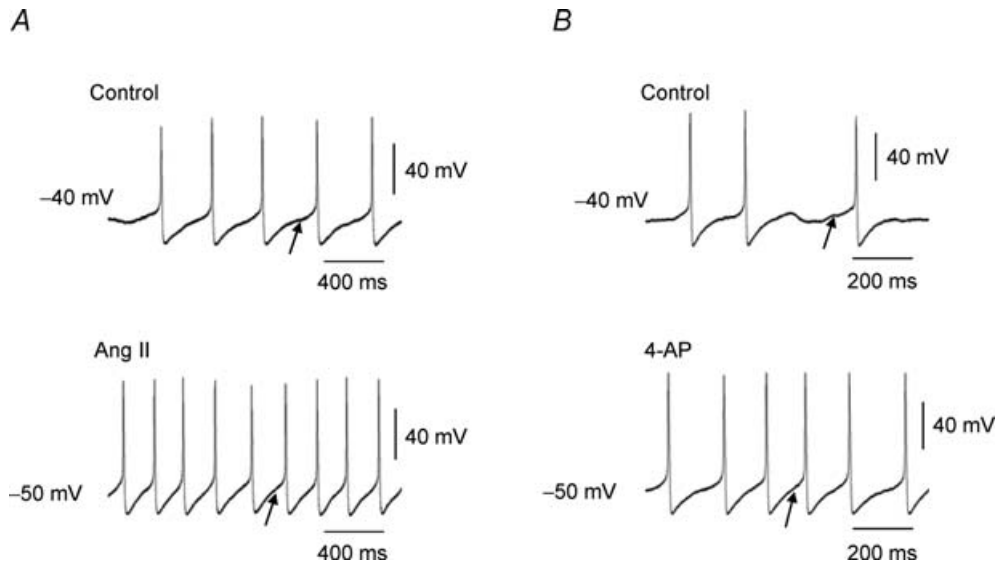 A
Control
40 mV
–40 mV
400 ms
Ang II
40 mV
–50 mV
400 ms
B
Control
40 mV
–40 mV
200 ms
4-AP
40 mV
–50 mV
200 ms